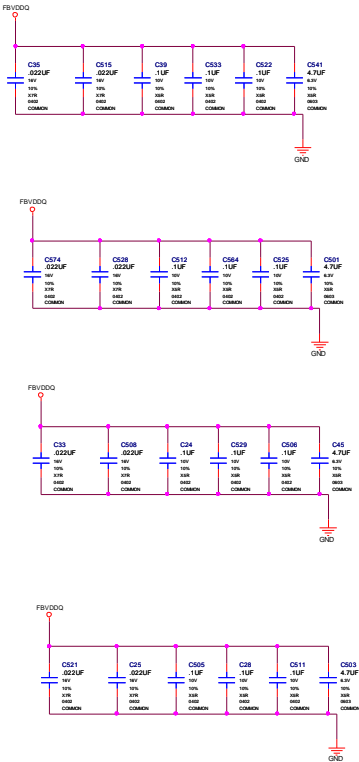 FBVDDQ
C35 C515 C39 C533 C522 C541
.022UF .022UF .1UF .1UF .1UF 4.7UF
16V 16V 10V 10V 10V 6.3V
10% 10% 10% 10% 10% 10%
X7R X7R X5R X5R X5R X5R
0402 0402 0402 0402 0402 0603
COMMON COMMON COMMON COMMON COMMON COMMON
GND
FBVDDQ
C574 C528 C512 C564 C525 C501
.022UF .022UF .1UF .1UF .1UF 4.7UF
16V 16V 10V 10V 10V 6.3V
10% 10% 10% 10% 10% 10%
X7R X7R X5R X5R X5R X5R
0402 0402 0402 0402 0402 0603
COMMON COMMON COMMON COMMON COMMON COMMON
GND
FBVDDQ
C33 C508 C24 C529 C506 C45
.022UF .022UF .1UF .1UF .1UF 4.7UF
16V 16V 10V 10V 10V 6.3V
10% 10% 10% 10% 10% 10%
X7R X7R X5R X5R X5R X5R
0402 0402 0402 0402 0402 0603
COMMON COMMON COMMON COMMON COMMON COMMON
GND
FBVDDQ
C521 C25 C505 C28 C511 C503
.022UF .022UF .1UF .1UF .1UF 4.7UF
16V 16V 10V 10V 10V 6.3V
10% 10% 10% 10% 10% 10%
X7R X7R X5R X5R X5R X5R
0402 0402 0402 0402 0402 0603
COMMON COMMON COMMON COMMON COMMON COMMON
GND